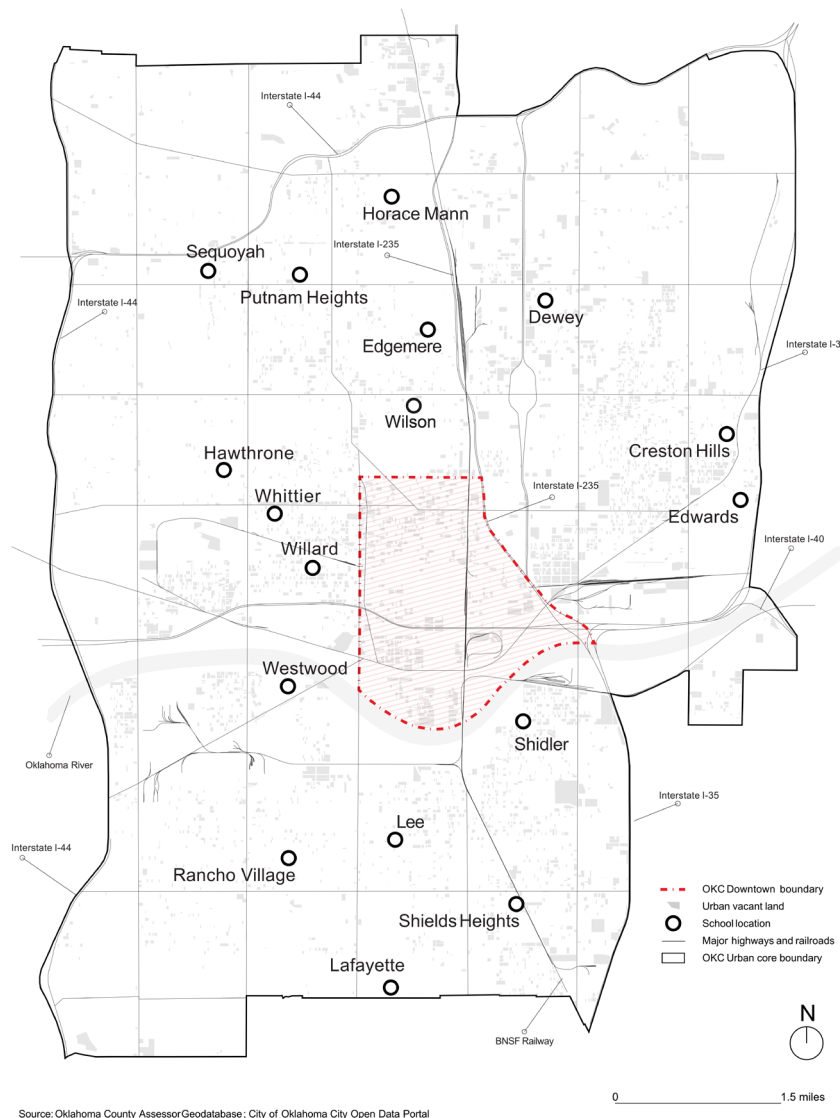 Interstate I-44
Horace Mann
Interstate I-235
Sequoyah
Putnam Heights
Interstate I-44
Dewey
Edgemere
Interstate I-3
Wilson
Creston Hills
Hawthrone
Whittier
Interstate I-235
Edwards
Interstate I-40
Willard
Westwood
Shidler
Oklahoma River
Interstate I-35
Lee
Interstate I-44
Rancho Village
Shields Heights
Lafayette
BNSF Railway
OKC Downtown boundary
Urban vacant land
School location
Major highways and railroads
OKC Urban core boundary
N
0 1.5 miles
Source: Oklahoma County Assessor Geodatabase; City of Oklahoma City Open Data Portal